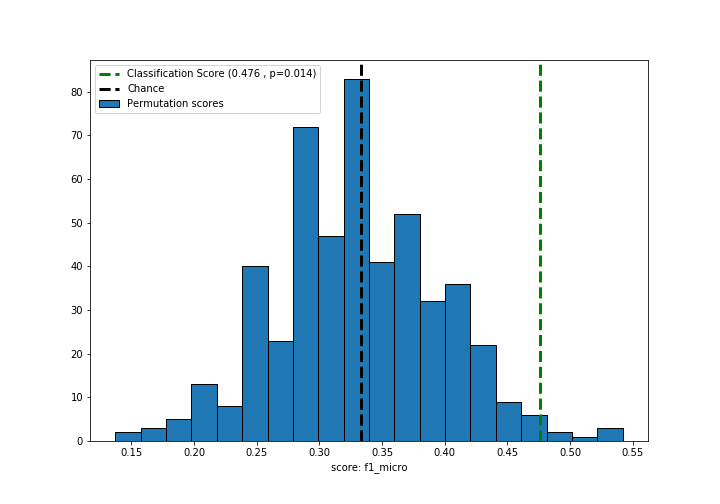 Classification Score (0.476 , p=0.014)
Chance
Permutation scores
80
70
60
50
40
30
20
10
0
0.15 0.20 0.25 0.30 0.35 0.40 0.45 0.50 0.55
score: f1_micro